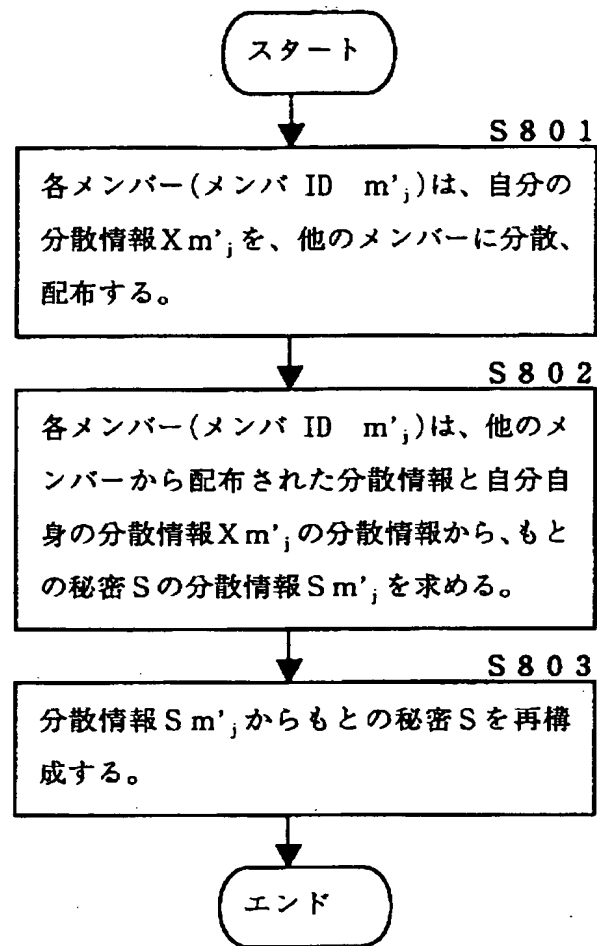 スタート
S801
各メンバー(メンバ ID m'j)は、自分の
分散情報Xm'jを、他のメンバーに分散、
配布する。
S802
各メンバー(メンバ ID m'j)は、他のメ
ンバーから配布された分散情報と自分自
身の分散情報Xm'jの分散情報から、もと
の秘密Sの分散情報Sm'jを求める。
S803
分散情報Sm'jからもとの秘密Sを再構
成する。
エンド